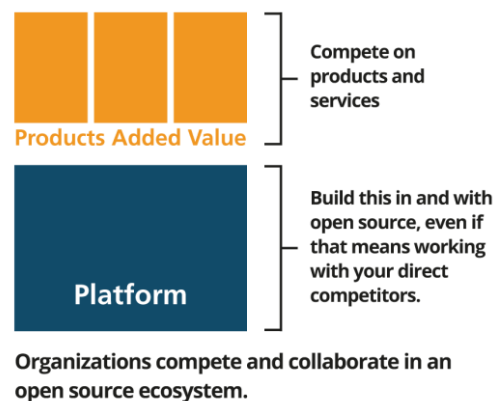 Compete on
products and
services
Products Added Value
Build this in and with
open source, even if
that means working
with your direct
competitors.
Platform
Organizations compete and collaborate in an
open source ecosystem.